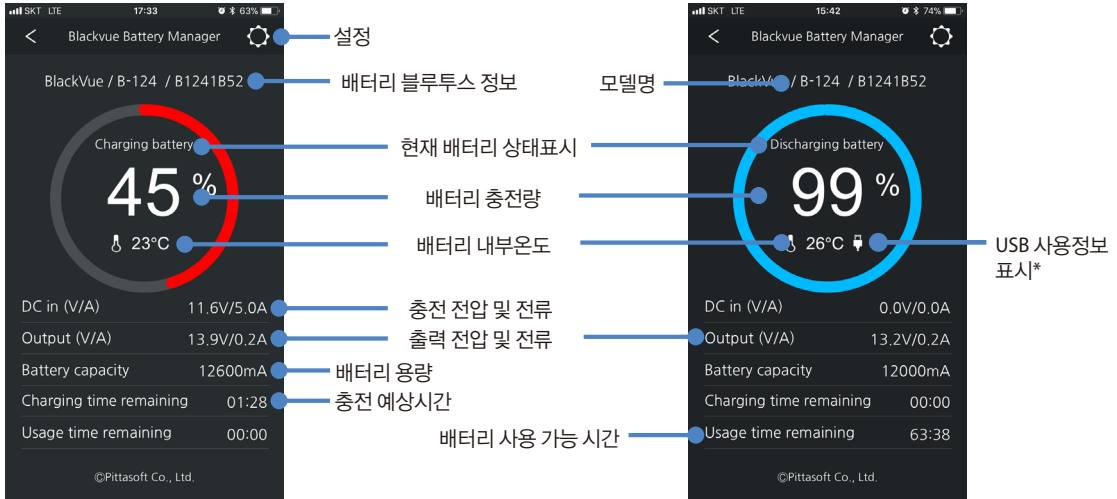 SKT LTE 17:33 63%
Blackvue Battery Manager
BlackVue / B-124 / B1241B52
Charging battery
45 %
23°C
DC in (V/A) 11.6V/5.0A
Output (V/A) 13.9V/0.2A
Battery capacity 12600mA
Charging time remaining 01:28
Usage time remaining 00:00
©Pittasoft Co., Ltd.
설정
배터리 블루투스 정보
모델명
현재 배터리 상태표시
배터리 충전량
배터리 내부온도
충전 전압 및 전류
출력 전압 및 전류
배터리 용량
충전 예상시간
배터리 사용 가능 시간
SKT LTE 15:42 74%
Blackvue Battery Manager
BlackVue / B-124 / B1241B52
Discharging battery
99 %
26°C
DC in (V/A) 0.0V/0.0A
Output (V/A) 13.2V/0.2A
Battery capacity 12000mA
Charging time remaining 00:00
Usage time remaining 63:38
©Pittasoft Co., Ltd.
USB 사용정보
표시*